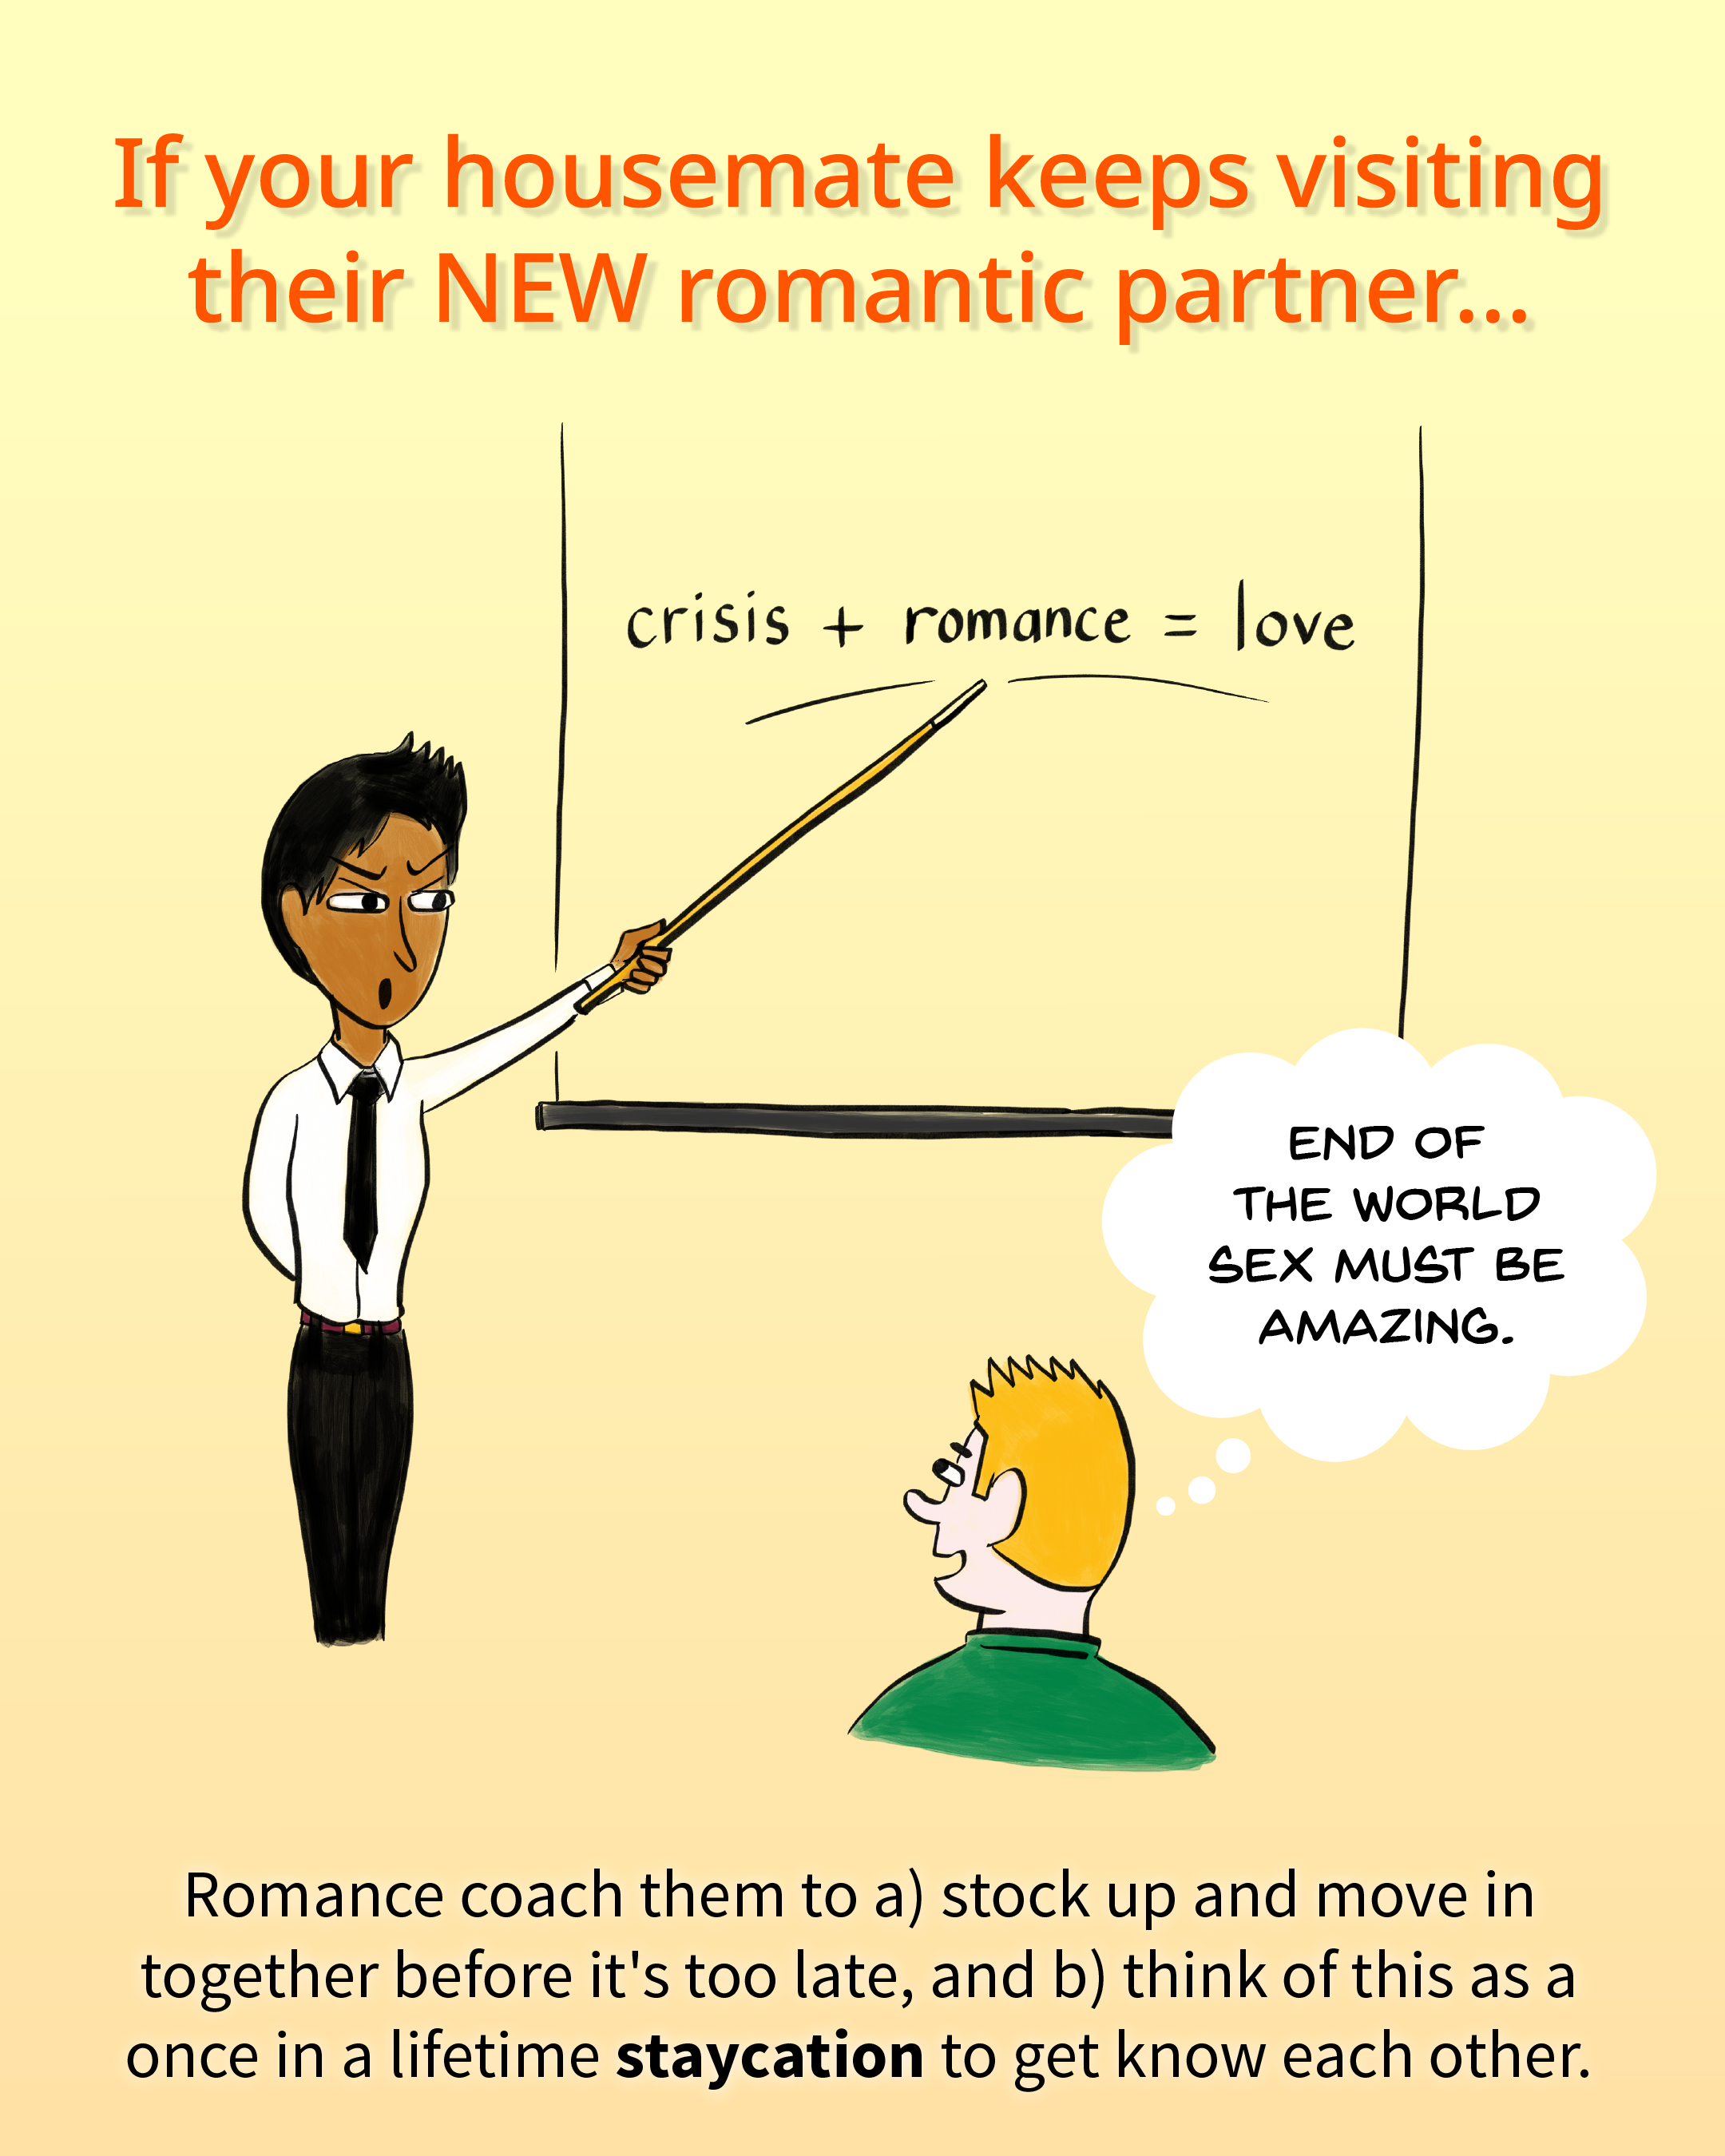 If your housemate keeps visiting
their NEW romantic partner...
crisis + romance = love
END OF
THE WORLD
SEX MUST BE
AMAZING.
Romance coach them to a) stock up and move in
together before it's too late, and b) think of this as a
once in a lifetime staycation to get know each other.